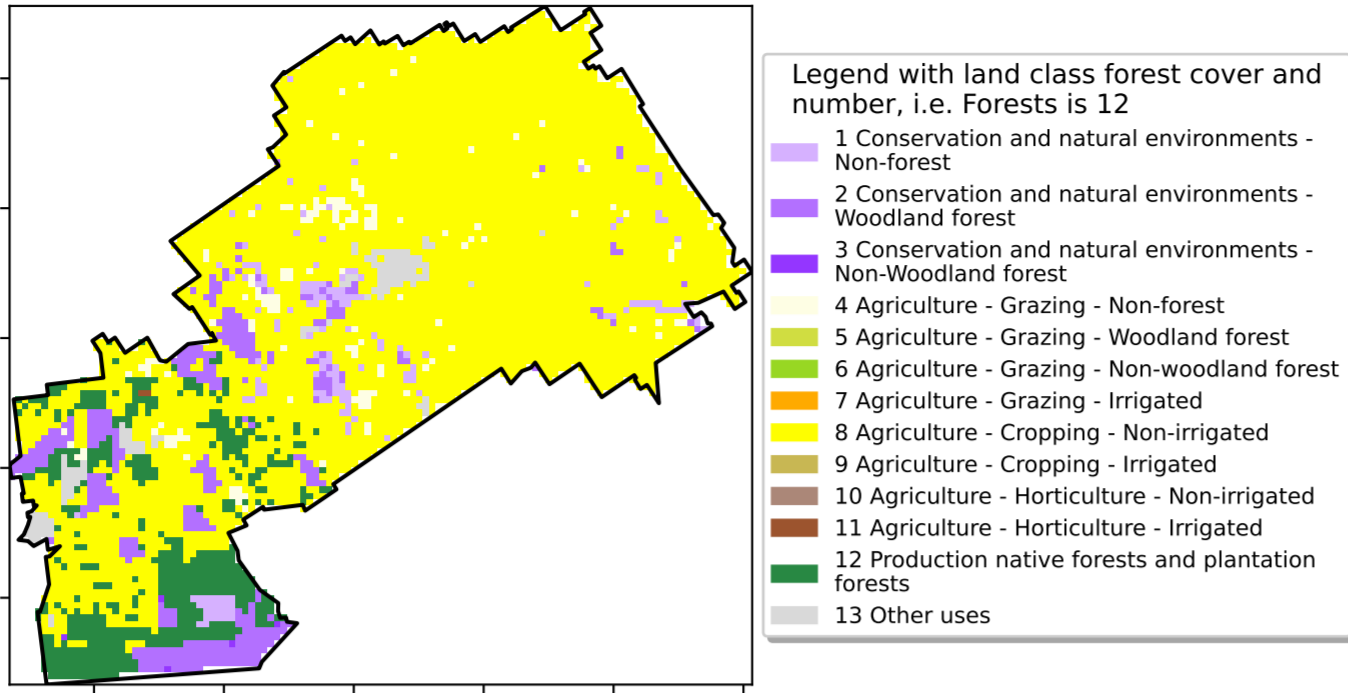 Legend with land class forest cover and
number, i.e. Forests is 12
1 Conservation and natural environments -
Non-forest
2 Conservation and natural environments -
Woodland forest
3 Conservation and natural environments -
Non-Woodland forest
4 Agriculture - Grazing - Non-forest
5 Agriculture - Grazing - Woodland forest
6 Agriculture - Grazing - Non-woodland forest
7 Agriculture - Grazing - Irrigated
8 Agriculture - Cropping - Non-irrigated
9 Agriculture - Cropping - Irrigated
10 Agriculture - Horticulture - Non-irrigated
11 Agriculture - Horticulture - Irrigated
12 Production native forests and plantation
forests
13 Other uses